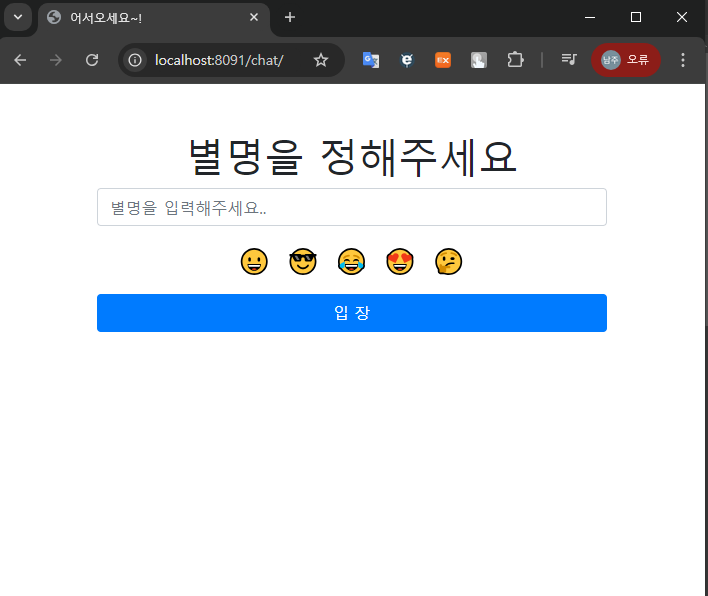 어서오세요~!
localhost:8091/chat/
남주 오류
별명을 정해주세요
별명을 입력해주세요..
입 장